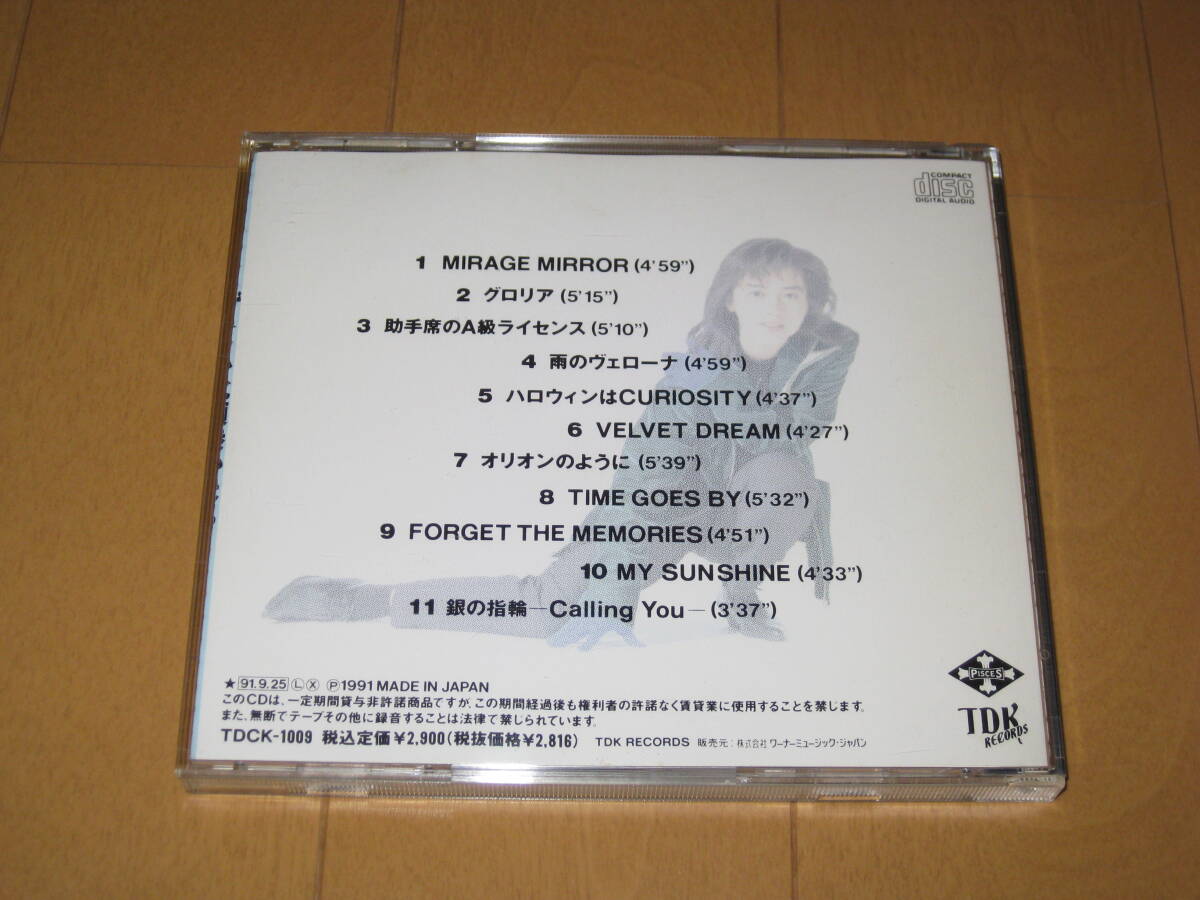 COMPACT
disc
DIGITAL AUDIO
1 MIRAGE MIRROR (4'59")
2 グロリア (5'15")
3 助手席のA級ライセンス (5'10")
4 雨のヴェローナ (4'59")
5 ハロウィンはCURIOSITY (4'37")
6 VELVET DREAM (4'27")
7 オリオンのように (5'39")
8 TIME GOES BY (5'32")
9 FORGET THE MEMORIES (4'51")
10 MY SUNSHINE (4'33")
11 銀の指輪—Calling You— (3'37")
★ 91.9.25 Ⓛ Ⓧ Ⓟ1991 MADE IN JAPAN
このCDは、一定期間貸与非許諾商品ですが、この期間経過後も権利者の許諾なく賃貸業に使用することを禁じます。
また、無断でテープその他に録音することは法律で禁じられています。
TDCK-1009 税込定価¥2,900(税抜価格¥2,816) TDK RECORDS 販売元:株式会社 ワーナーミュージック・ジャパン
PISCES
TDK
RECORDS